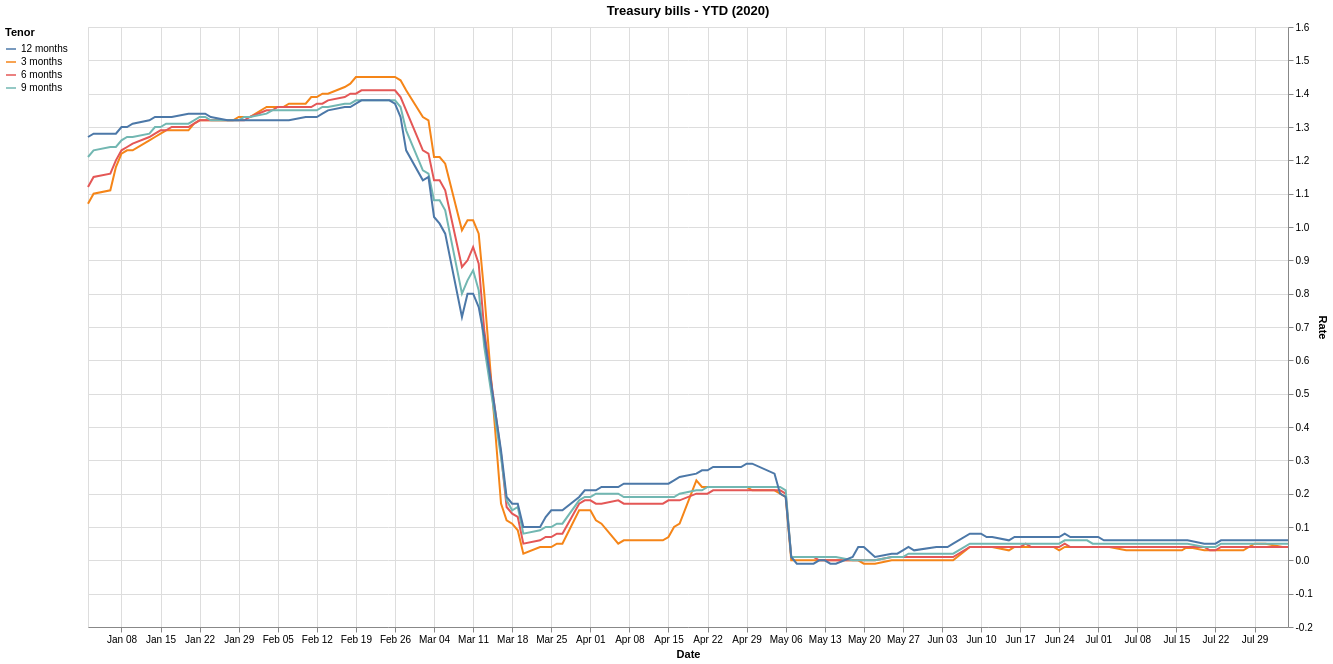 Treasury bills - YTD (2020)
Tenor
12 months
3 months
6 months
9 months
1.6
1.5
1.4
1.3
1.2
1.1
1.0
0.9
0.8
0.7
0.6
0.5
0.4
0.3
0.2
0.1
0.0
-0.1
-0.2
Rate
Jan 08 Jan 15 Jan 22 Jan 29 Feb 05 Feb 12 Feb 19 Feb 26 Mar 04 Mar 11 Mar 18 Mar 25 Apr 01 Apr 08 Apr 15 Apr 22 Apr 29 May 06 May 13 May 20 May 27 Jun 03 Jun 10 Jun 17 Jun 24 Jul 01 Jul 08 Jul 15 Jul 22 Jul 29
Date